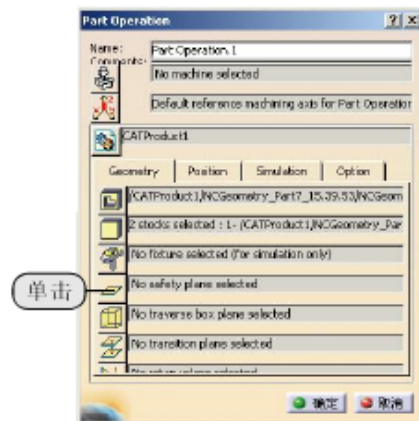 Part Operation
Name:
Part Operation.1
Comments:
No machine selected
Default reference machining axis for Part Operation
CATProduct1
Geometry Position Simulation Option
/CATProduct1/NCGeometry_Part7_15.39.53/NCGeom
2 stocks selected : 1- /CATProduct1/NCGeometry_Par
No fixture selected (for simulation only)
单击
No safety plane selected
No traverse box plane selected
No transition plane selected
确定 取消